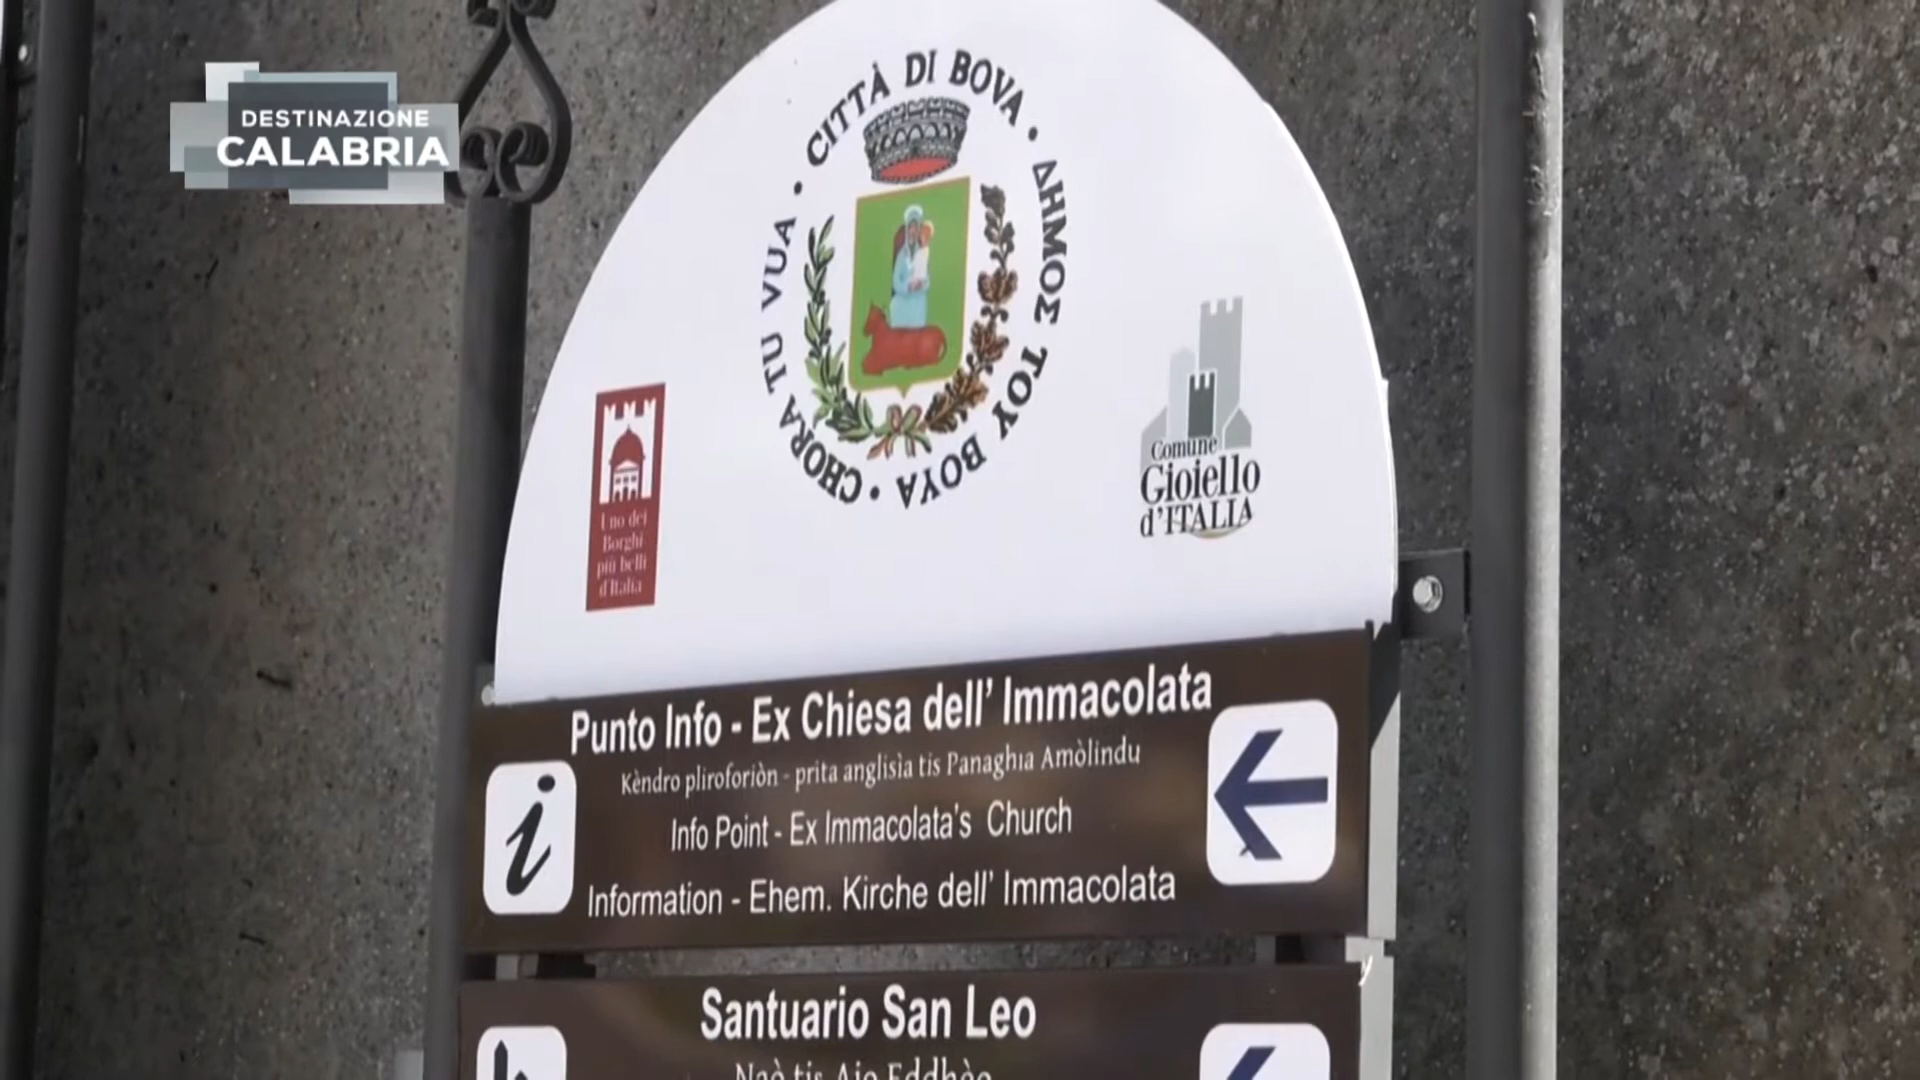 DESTINAZIONE
CALABRIA
• CITTÀ DI BOVA •
ΔΗΜΟΣ ΤΟΥ ΒΟΥΑ
• CHÒRA TU VUA
Uno dei
Borghi
più belli
d'Italia
Comune
Gioiello
d'ITALIA
Punto Info - Ex Chiesa dell' Immacolata
Kèndro pliroforiòn - prita anglisìa tis Panaghìa Amòlindu
Info Point - Ex Immacolata's Church
Information - Ehem. Kirche dell' Immacolata
i
Santuario San Leo
Naò tis Aio Eddhèo